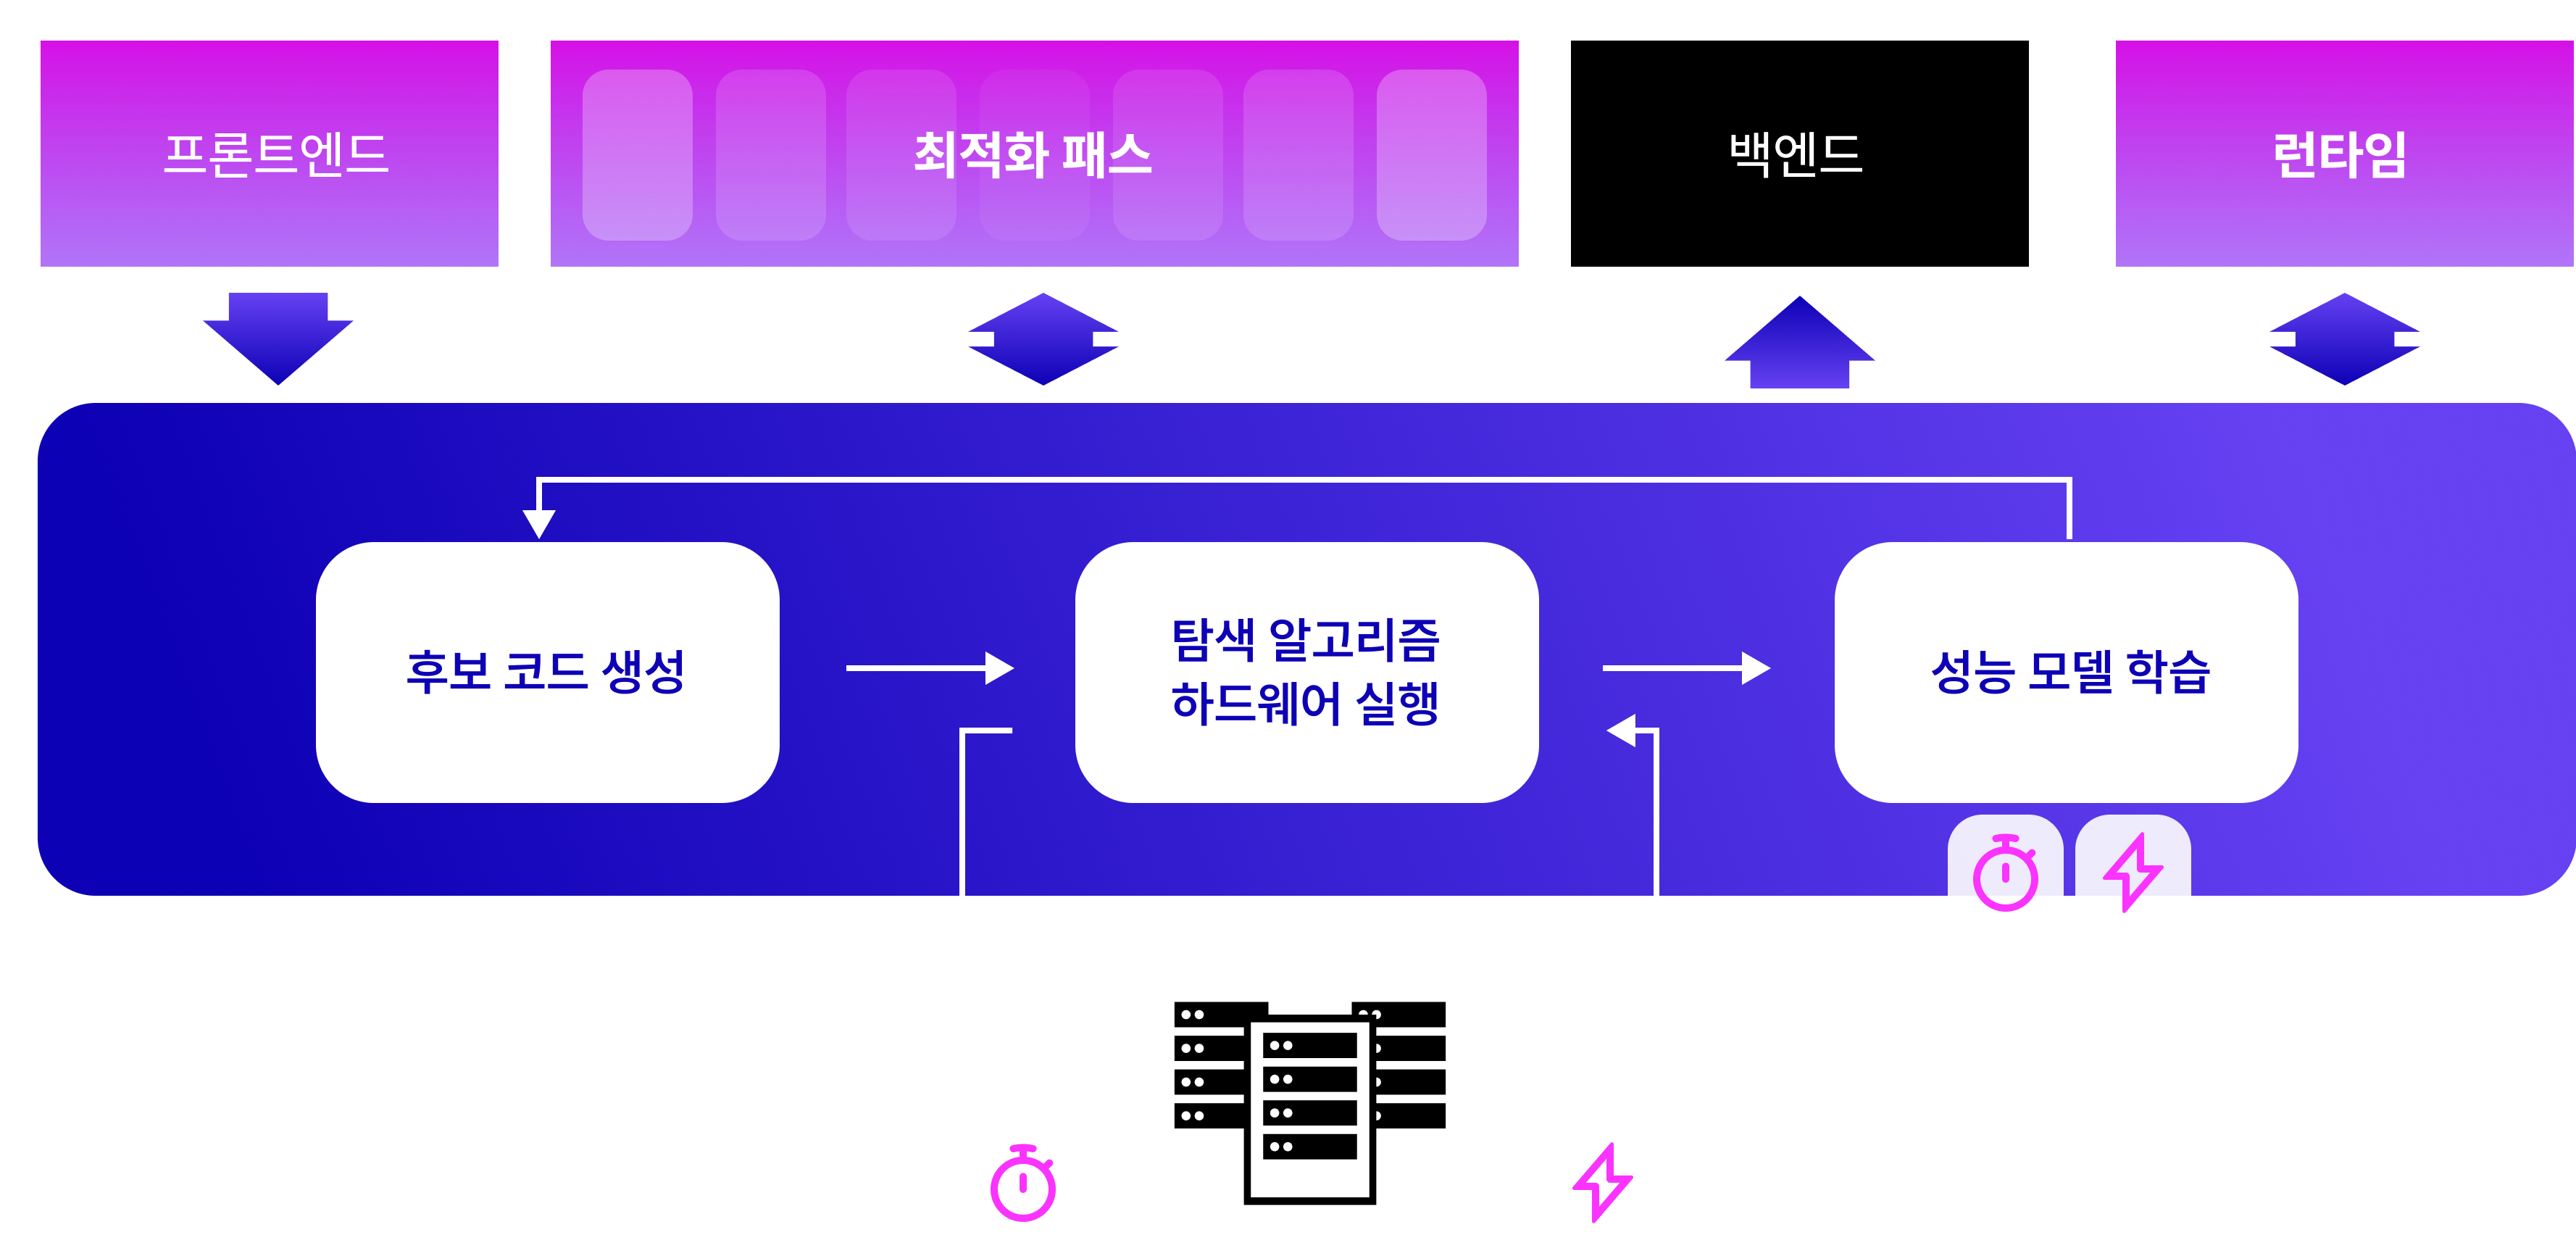 프론트엔드
최적화 패스
백엔드
런타임
후보 코드 생성
탐색 알고리즘
하드웨어 실행
성능 모델 학습